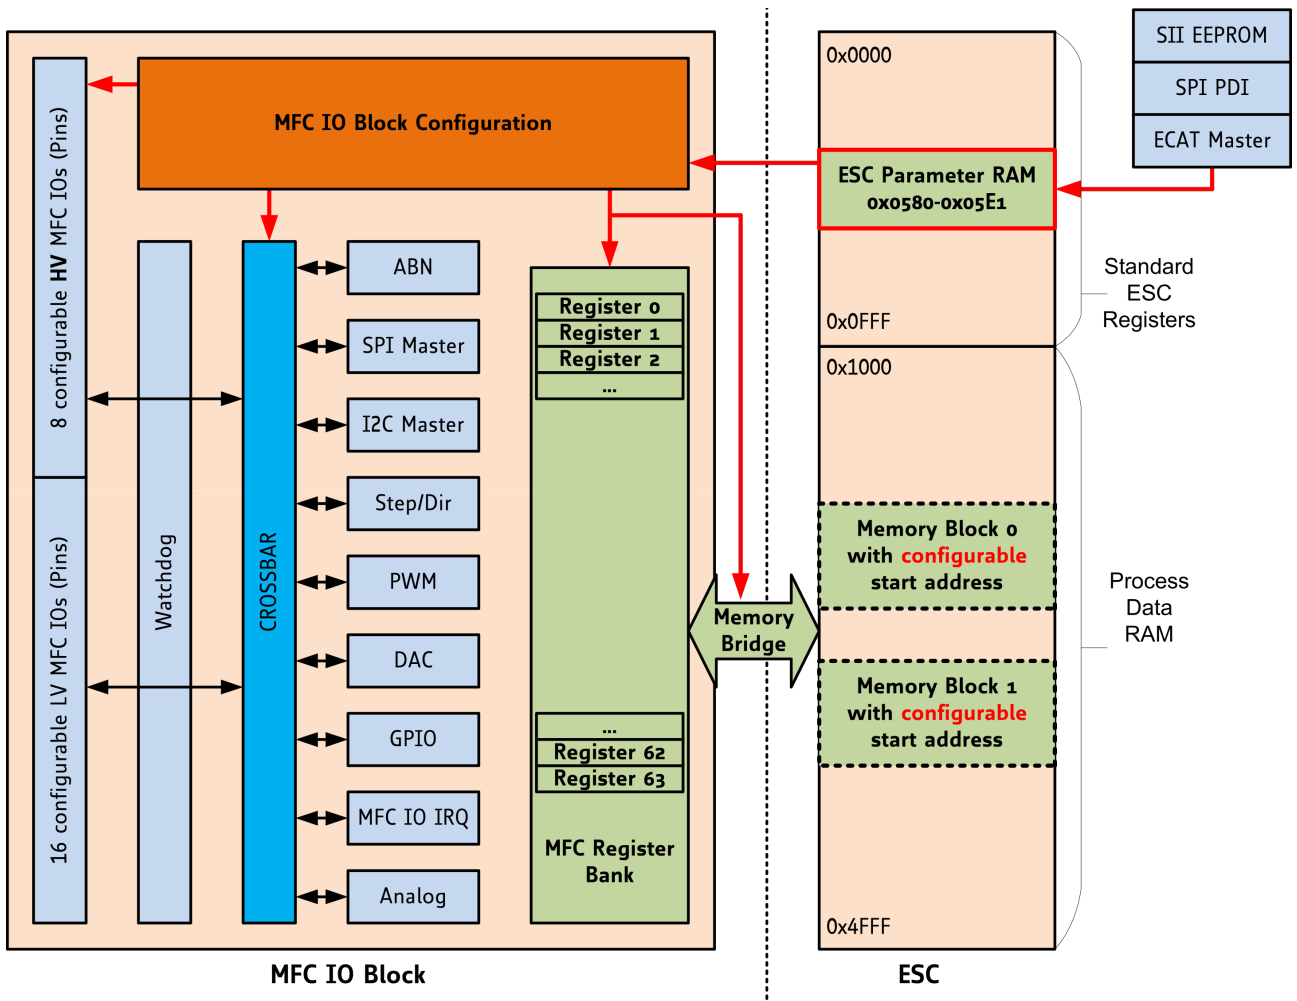 MFC IO Block Configuration
8 configurable HV MFC IOs (Pins)
16 configurable LV MFC IOs (Pins)
Watchdog
CROSSBAR
ABN
SPI Master
I2C Master
Step/Dir
PWM
DAC
GPIO
MFC IO IRQ
Analog
Register 0
Register 1
Register 2
...
...
Register 62
Register 63
MFC Register
Bank
Memory
Bridge
MFC IO Block
0x0000
ESC Parameter RAM
0x0580-0x05E1
0x0FFF
0x1000
Memory Block 0
with configurable
start address
Memory Block 1
with configurable
start address
0x4FFF
ESC
SII EEPROM
SPI PDI
ECAT Master
Standard
ESC
Registers
Process
Data
RAM